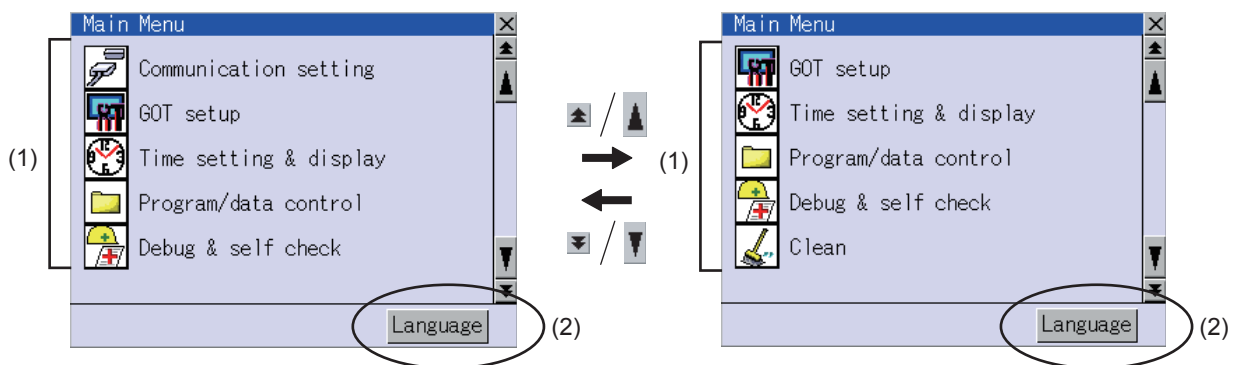 Main Menu
Communication setting
GOT setup
Time setting & display
Program/data control
Debug & self check
Language
(1)
(2)
Main Menu
GOT setup
Time setting & display
Program/data control
Debug & self check
Clean
Language
(1)
(2)